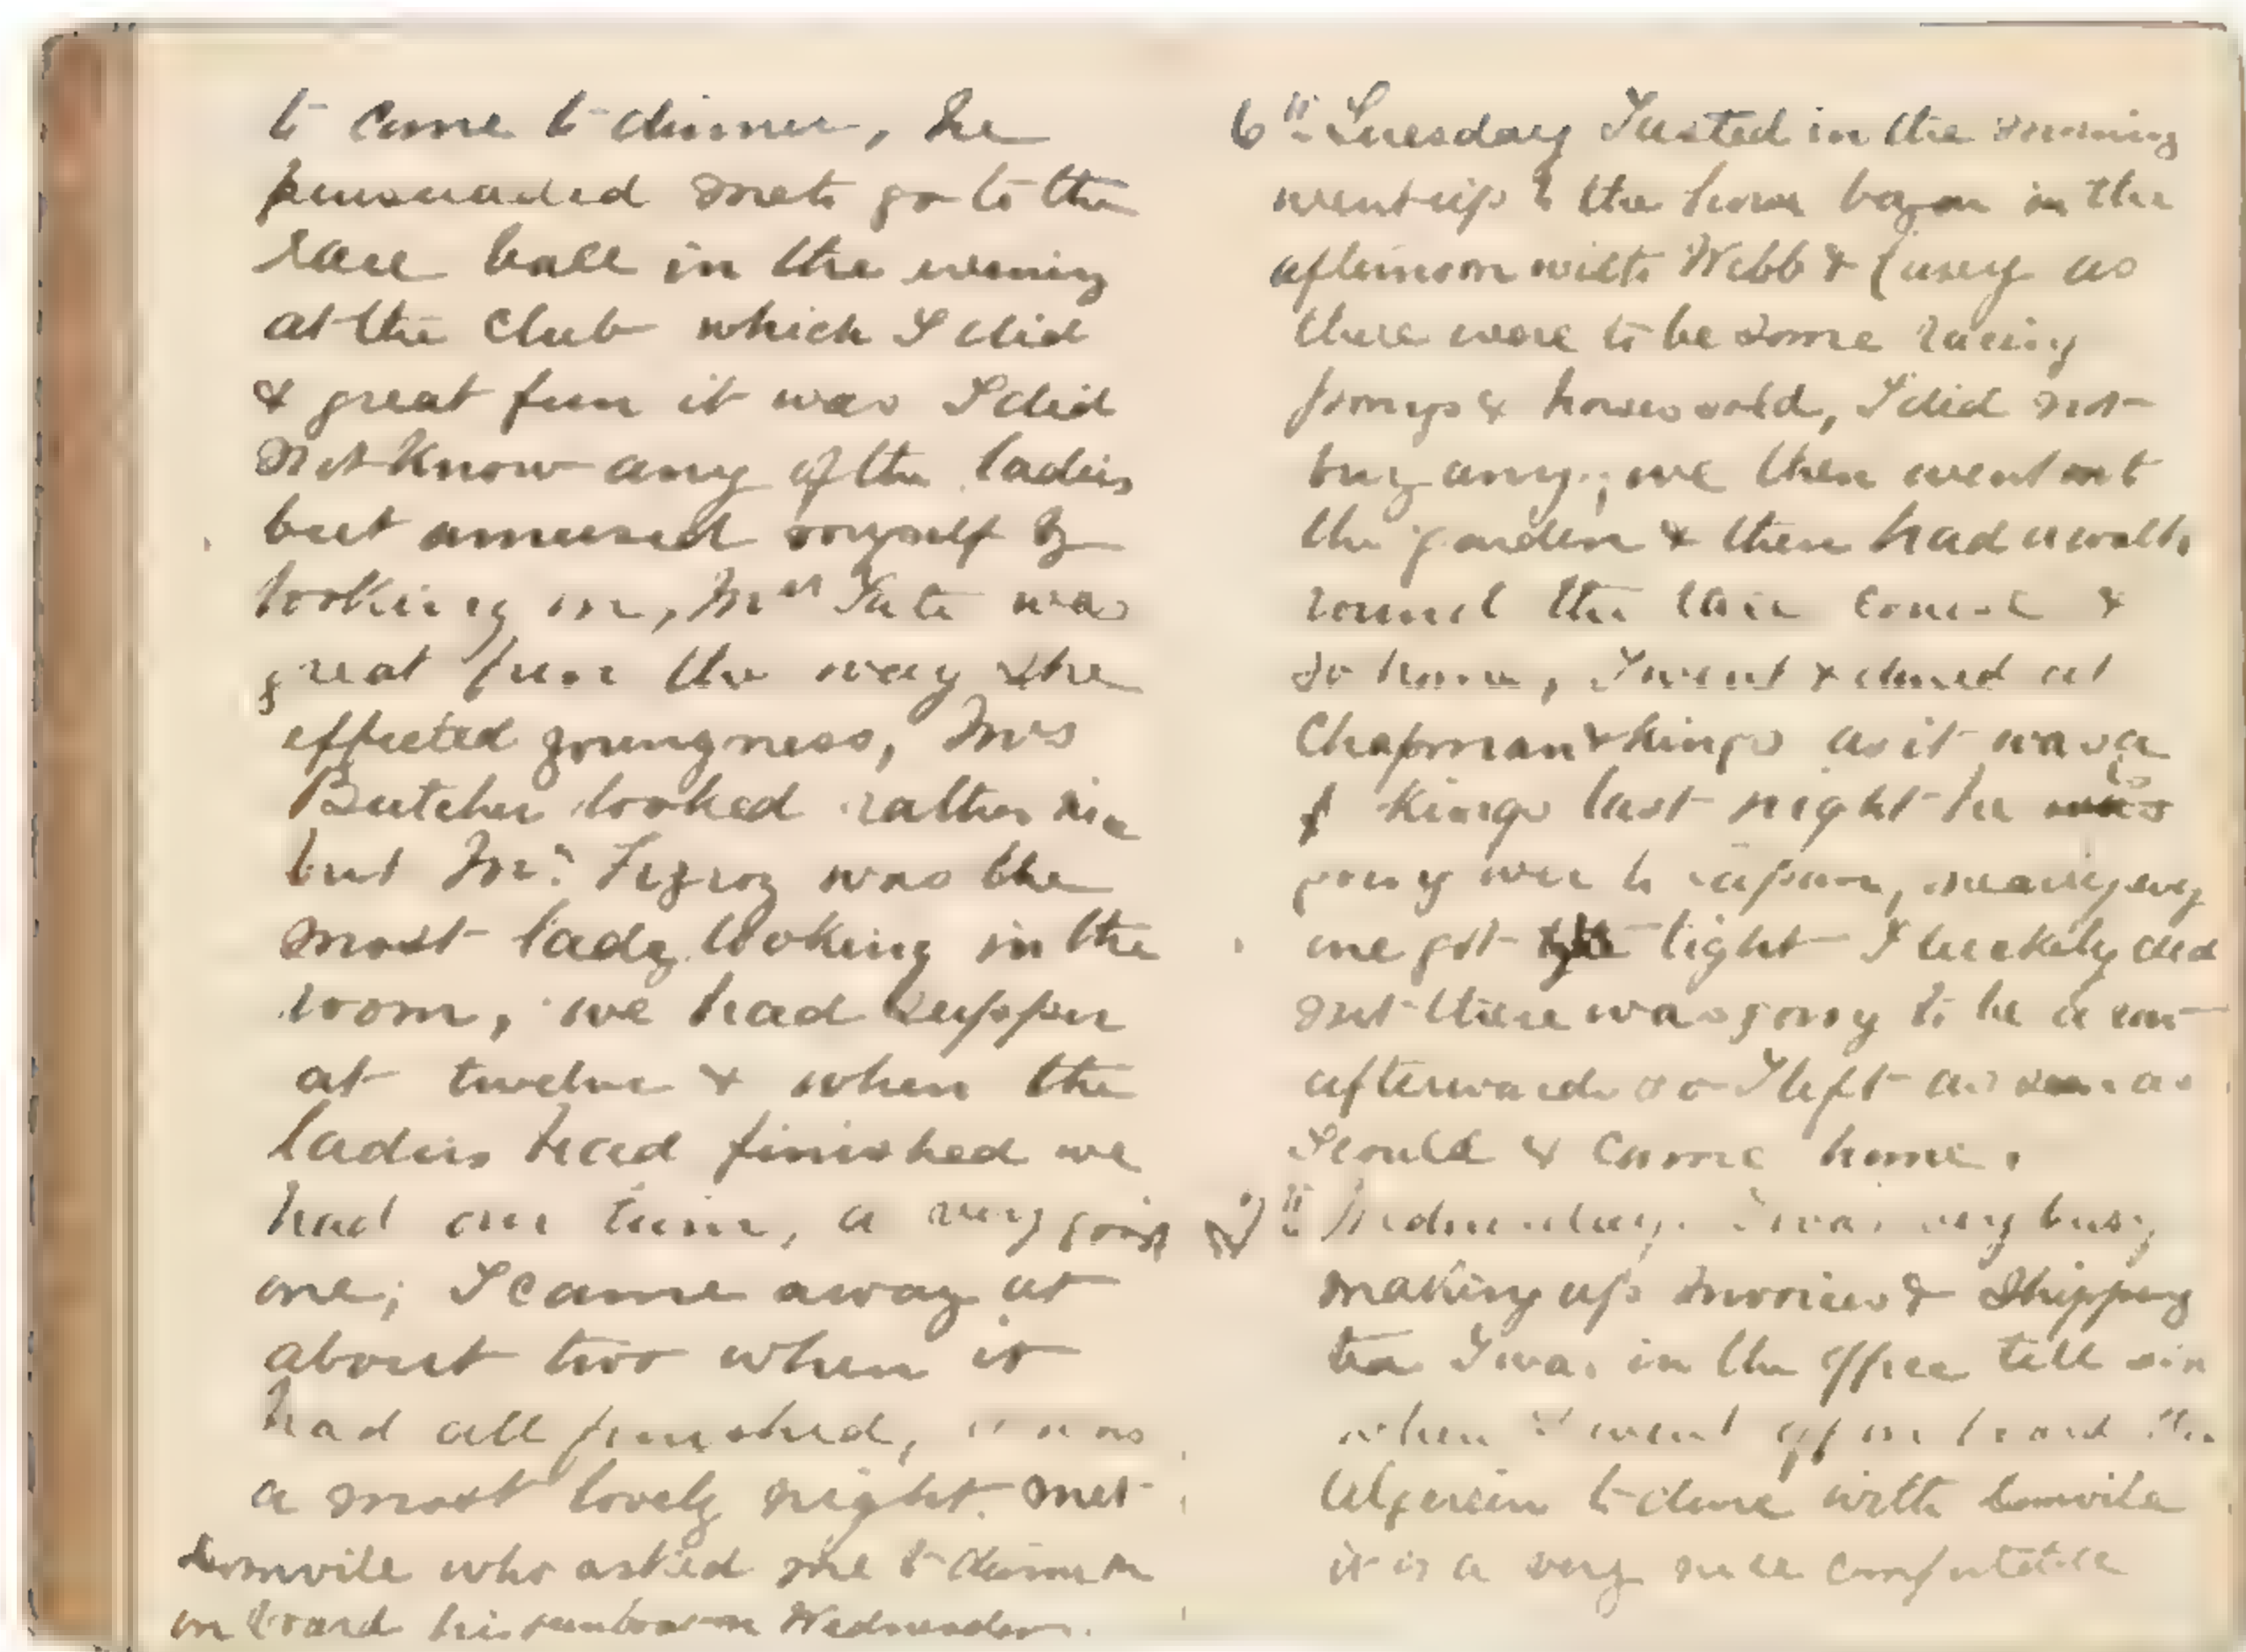 to come to dinner, he
persuaded me to go to the
race ball in the evening
at the Club which I did
& great fun it was I did
not know any of the ladies
but amused myself by
looking on, Mrs Tate was
great fun the way she
effected youngness, Mrs
Butcher looked rather nice
but Mrs was the
most lady looking in the
room, we had supper
at twelve & when the
ladies had finished we
had our turn, a very good
one; I came away at
about two when it
had all finished, it was
a most lovely night. Met
Domvile who asked me to dinner
on board his gunboat on Wednesday.
6th Tuesday Tasted in the morning
went up to the in the
afternoon with Webb & as
there were to be some racing
ponys & horses sold, I did not
buy any; we then went out
the garden & then had a walk
round the race course &
so home, I went & dined at
Chapman & Kings as it was
Kings last night he
going over to Japan, nearly every
one got tight I luckily did
not there was going to be a row
afterwards so I left as soon as
I could & came home.
7th Wednesday. I was very busy
making up invoices & shipping
tea I was in the office till six
when I went off on board the
Algerein to dine with Domvile
it is a very nice comfortable